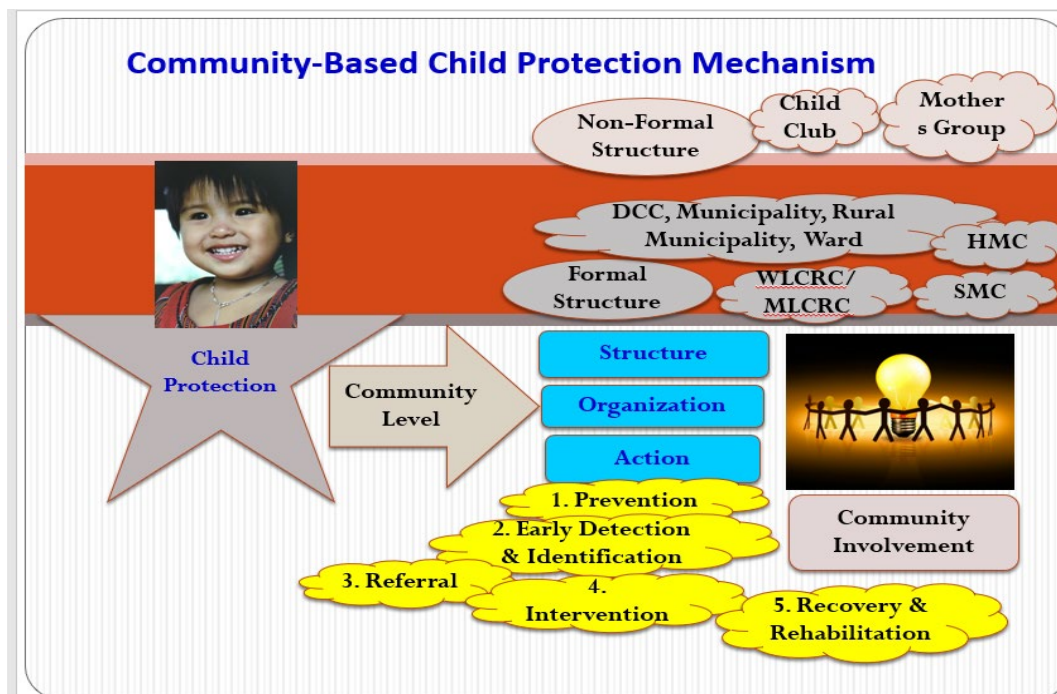 Community-Based Child Protection Mechanism
Non-Formal
Structure
Child
Club
Mother
s Group
DCC, Municipality, Rural
Municipality, Ward
HMC
Formal
Structure
WLCRC/
MLCRC
SMC
Child
Protection
Community
Level
Structure
Organization
Action
Community
Involvement
1. Prevention
2. Early Detection
& Identification
3. Referral
4.
Intervention
5. Recovery &
Rehabilitation